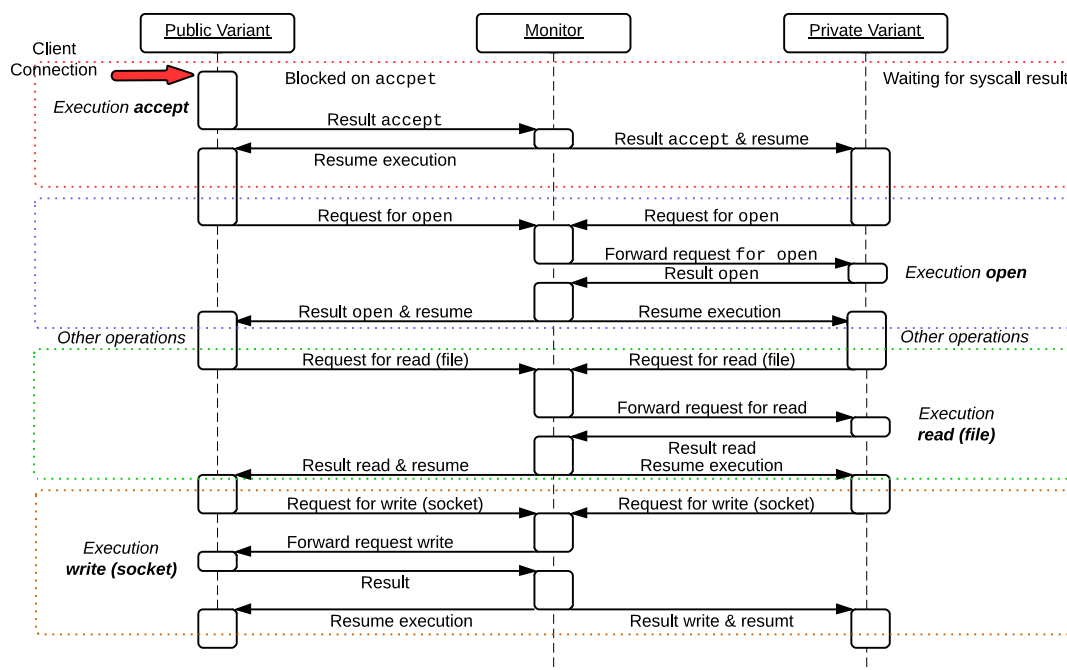 Public Variant
Monitor
Private Variant
Client
Connection
Blocked on accpet
Waiting for syscall result
Execution accept
Result accept
Result accept & resume
Resume execution
Request for open
Request for open
Forward request for open
Result open
Execution open
Result open & resume
Resume execution
Other operations
Other operations
Request for read (file)
Request for read (file)
Forward request for read
Execution
read (file)
Result read
Result read & resume
Resume execution
Request for write (socket)
Request for write (socket)
Forward request write
Execution
write (socket)
Result
Resume execution
Result write & resumt